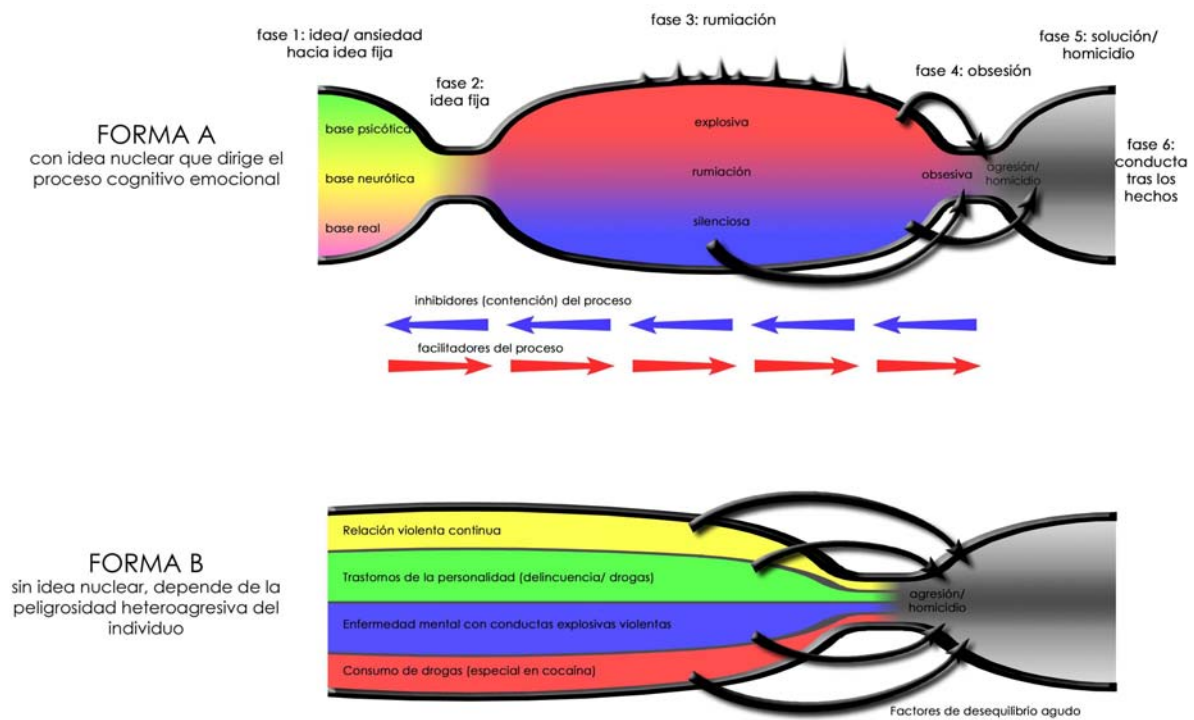 fase 1: idea/ ansiedad
hacia idea fija
fase 2:
idea fija
fase 3: rumiación
fase 4: obsesión
fase 5: solución/
homicidio
fase 6:
conducta
tras los
hechos
FORMA A
con idea nuclear que dirige el
proceso cognitivo emocional
base psicótica
base neurótica
base real
explosiva
rumiación
silenciosa
obsesiva
agresión/
homicidio
inhibidores (contención) del proceso
facilitadores del proceso
FORMA B
sin idea nuclear, depende de la
peligrosidad heteroagresiva del
individuo
Relación violenta continua
Trastornos de la personalidad (delincuencia/ drogas)
Enfermedad mental con conductas explosivas violentas
Consumo de drogas (especial en cocaína)
agresión/
homicidio
Factores de desequilibrio agudo